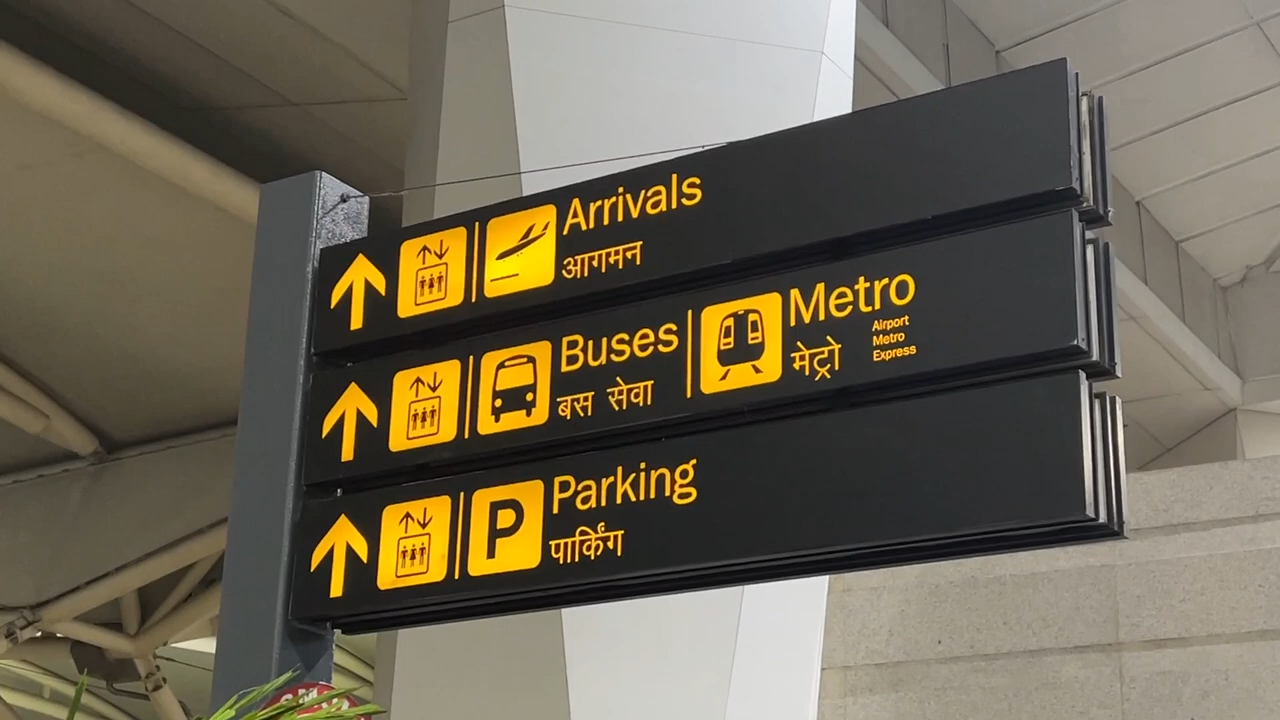 Arrivals
आगमन
Buses
बस सेवा
Metro
मेट्रो
Airport
Metro
Express
P
Parking
पार्किंग